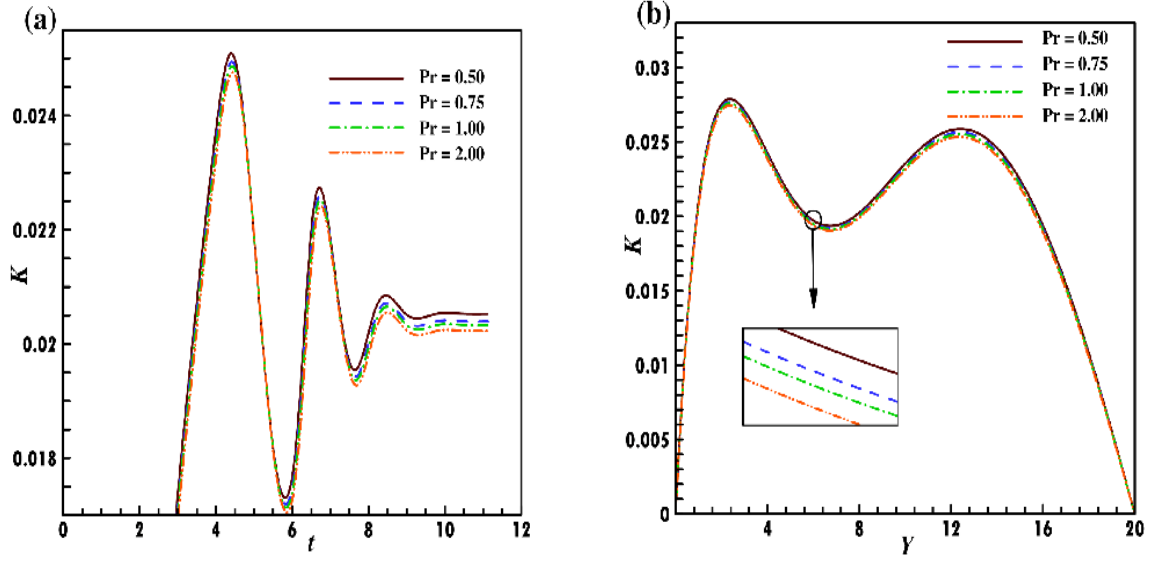 (a)
Pr = 0.50
Pr = 0.75
Pr = 1.00
Pr = 2.00
0.024
0.022
0.02
0.018
K
0 2 4 6 8 10 12
t
(b)
Pr = 0.50
Pr = 0.75
Pr = 1.00
Pr = 2.00
0.03
0.025
0.02
0.015
0.01
0.005
0
K
4 8 12 16 20
Y